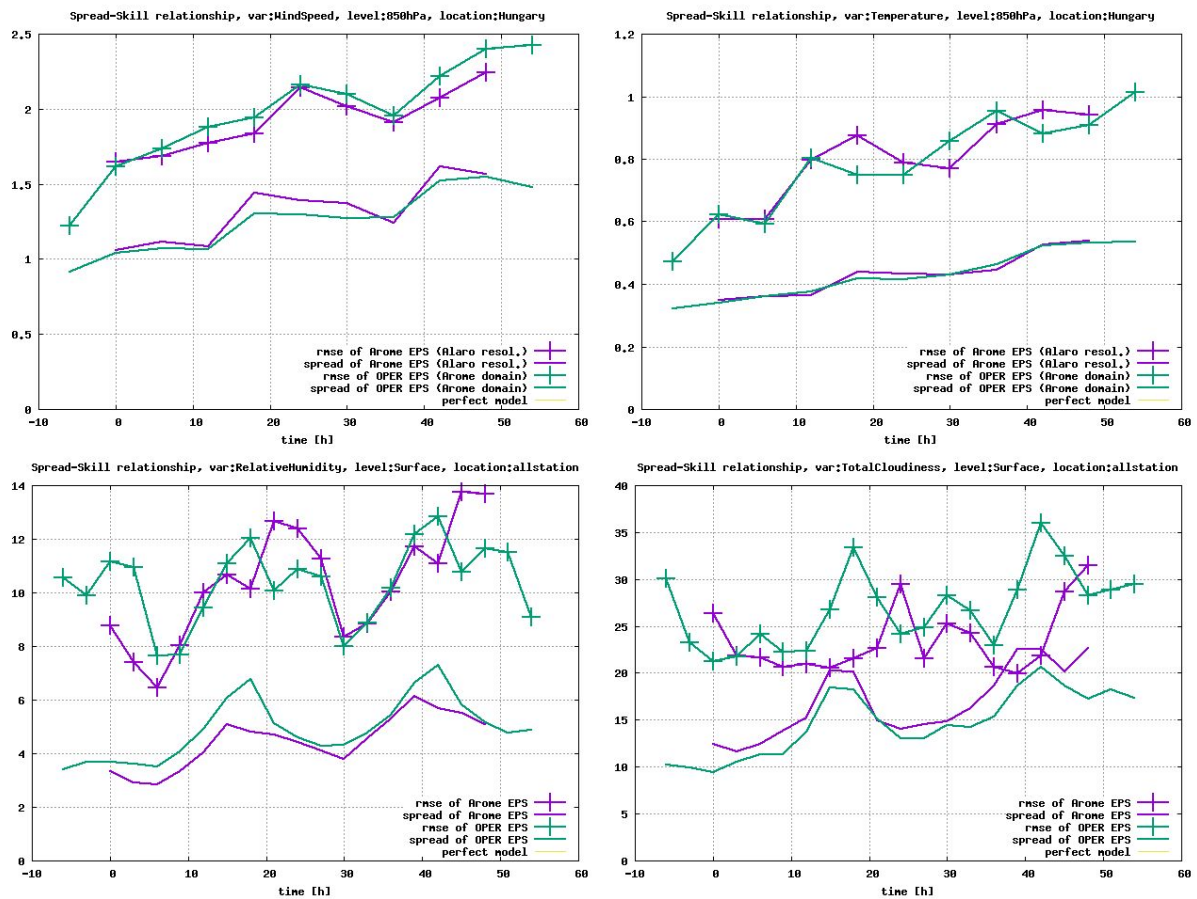 Spread-Skill relationship, var:WindSpeed, level:850hPa, location:Hungary
2.5
2
1.5
1
0.5
0
rmse of Arome EPS (Alaro resol.)
spread of Arome EPS (Alaro resol.)
rmse of OPER EPS (Arome domain)
spread of OPER EPS (Arome domain)
perfect model
-10 0 10 20 30 40 50 60
time [h]
Spread-Skill relationship, var:Temperature, level:850hPa, location:Hungary
1.2
1
0.8
0.6
0.4
0.2
0
rmse of Arome EPS (Alaro resol.)
spread of Arome EPS (Alaro resol.)
rmse of OPER EPS (Arome domain)
spread of OPER EPS (Arome domain)
perfect model
-10 0 10 20 30 40 50 60
time [h]
Spread-Skill relationship, var:RelativeHumidity, level:Surface, location:allstation
14
12
10
8
6
4
2
0
rmse of Arome EPS
spread of Arome EPS
rmse of OPER EPS
spread of OPER EPS
perfect model
-10 0 10 20 30 40 50 60
time [h]
Spread-Skill relationship, var:TotalCloudiness, level:Surface, location:allstation
40
35
30
25
20
15
10
5
0
rmse of Arome EPS
spread of Arome EPS
rmse of OPER EPS
spread of OPER EPS
perfect model
-10 0 10 20 30 40 50 60
time [h]